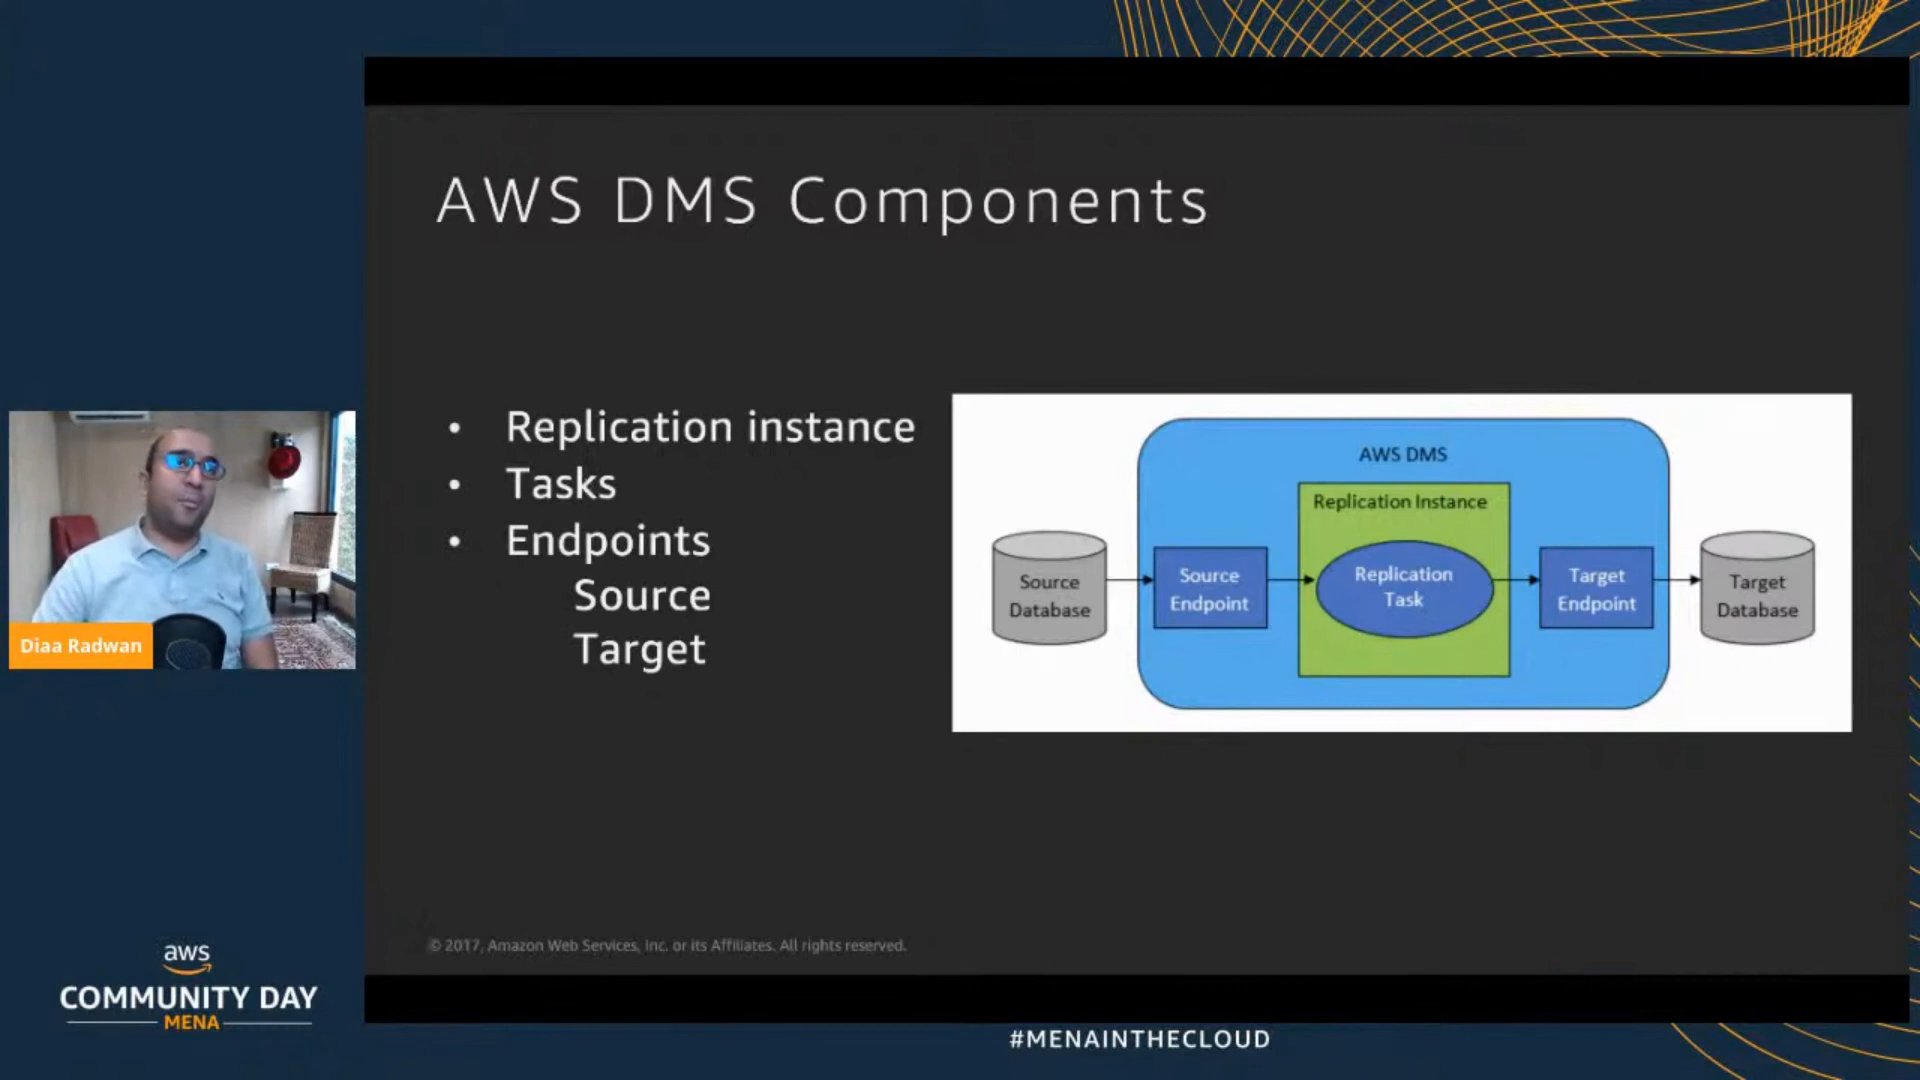 AWS DMS Components
• Replication instance
• Tasks
• Endpoints
Source
Target
AWS DMS
Replication Instance
Source
Database
Source
Endpoint
Replication
Task
Target
Endpoint
Target
Database
Diaa Radwan
© 2017, Amazon Web Services, Inc. or its Affiliates. All rights reserved.
aws
COMMUNITY DAY
MENA
#MENAINTHECLOUD